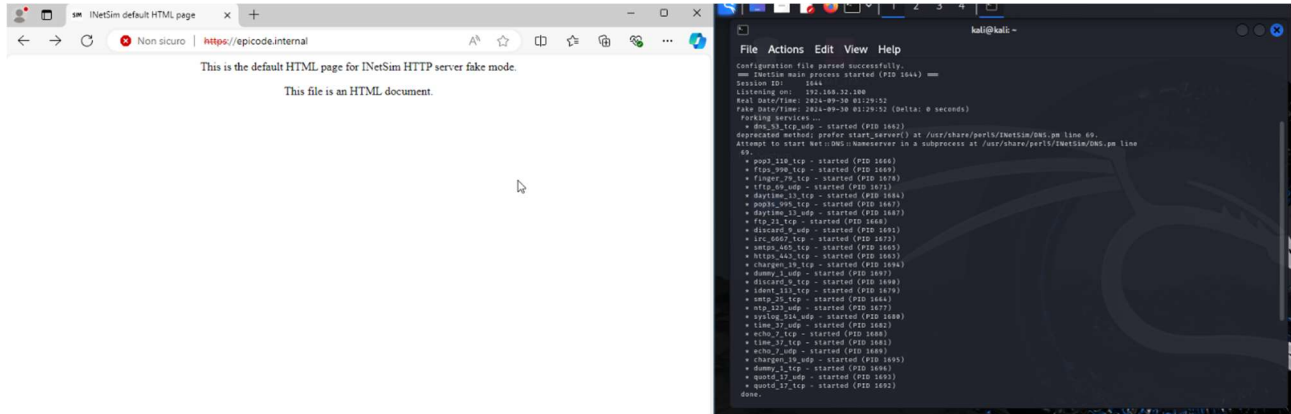 INetSim default HTML page
Non sicuro https://epicode.internal
This is the default HTML page for INetSim HTTP server fake mode.
This file is an HTML document.
1 2 3 4
kali@kali: ~
File Actions Edit View Help
Configuration file parsed successfully.
=== INetSim main process started (PID 1644) ===
Session ID: 1644
Listening on: 192.168.32.100
Real Date/Time: 2024-09-30 01:29:52
Fake Date/Time: 2024-09-30 01:29:52 (Delta: 0 seconds)
Forking services ...
* dns_53_tcp_udp - started (PID 1662)
deprecated method; prefer start_server() at /usr/share/perl5/INetSim/DNS.pm line 69.
Attempt to start Net::DNS::Nameserver in a subprocess at /usr/share/perl5/INetSim/DNS.pm line
69.
* pop3_110_tcp - started (PID 1666)
* ftps_990_tcp - started (PID 1669)
* finger_79_tcp - started (PID 1678)
* tftp_69_udp - started (PID 1671)
* daytime_13_tcp - started (PID 1684)
* pop3s_995_tcp - started (PID 1667)
* daytime_13_udp - started (PID 1687)
* ftp_21_tcp - started (PID 1668)
* discard_9_udp - started (PID 1691)
* irc_6667_tcp - started (PID 1673)
* smtps_465_tcp - started (PID 1665)
* https_443_tcp - started (PID 1663)
* chargen_19_tcp - started (PID 1694)
* dummy_1_udp - started (PID 1697)
* discard_9_tcp - started (PID 1690)
* ident_113_tcp - started (PID 1679)
* smtp_25_tcp - started (PID 1664)
* ntp_123_udp - started (PID 1677)
* syslog_514_udp - started (PID 1680)
* time_37_udp - started (PID 1682)
* echo_7_tcp - started (PID 1688)
* time_37_tcp - started (PID 1681)
* echo_7_udp - started (PID 1689)
* chargen_19_udp - started (PID 1695)
* dummy_1_tcp - started (PID 1696)
* quotd_17_udp - started (PID 1693)
* quotd_17_tcp - started (PID 1692)
done.